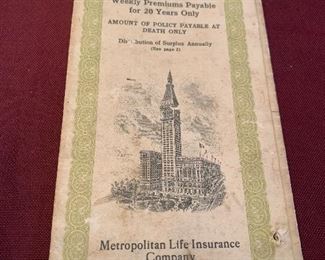 Weekly Premiums Payable
for 20 Years Only
AMOUNT OF POLICY PAYABLE AT
DEATH ONLY
Distribution of Surplus Annually
(See page 2)
Metropolitan Life Insurance
Company